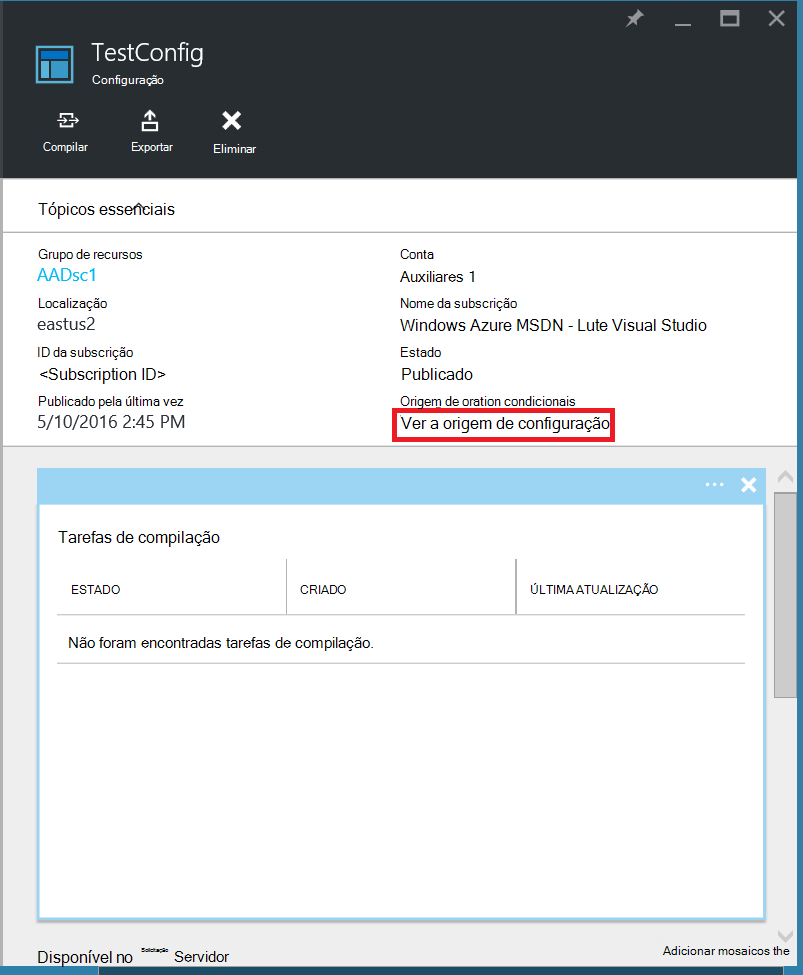 TestConfig
Configuração
Compilar
Exportar
Eliminar
Tópicos essenciais
Grupo de recursos
AADsc1
Conta
Auxiliares 1
Localização
eastus2
Nome da subscrição
Windows Azure MSDN - Lute Visual Studio
ID da subscrição
<Subscription ID>
Estado
Publicado
Publicado pela última vez
5/10/2016 2:45 PM
Origem de oration condicionais
Ver a origem de configuração
Tarefas de compilação
ESTADO
CRIADO
ÚLTIMA ATUALIZAÇÃO
Não foram encontradas tarefas de compilação.
Disponível no Solicitação Servidor
Adicionar mosaicos the